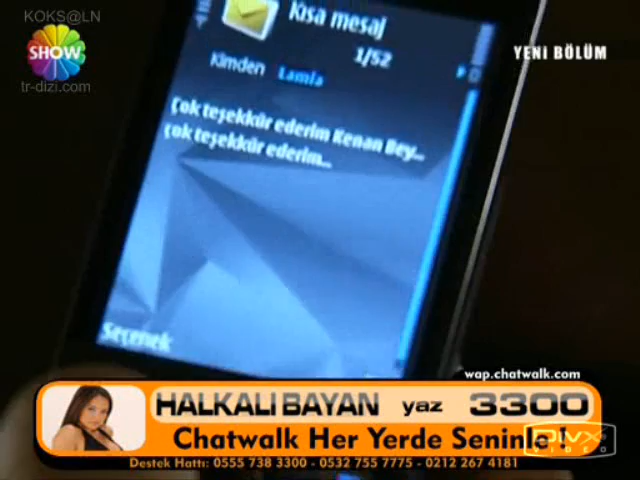 KOKS@LN
SHOW
tr-dizi.com
YENİ BÖLÜM
Kısa mesaj
1/52
Kimden Lamia
Çok teşekkür ederim Kenan Bey...
çok teşekkür ederim...
Seçenek
wap.chatwalk.com
HALKALI BAYAN yaz 3300
Chatwalk Her Yerde Seninle !
DIVX
VIDEO
Destek Hattı: 0555 738 3300 - 0532 755 7775 - 0212 267 4181